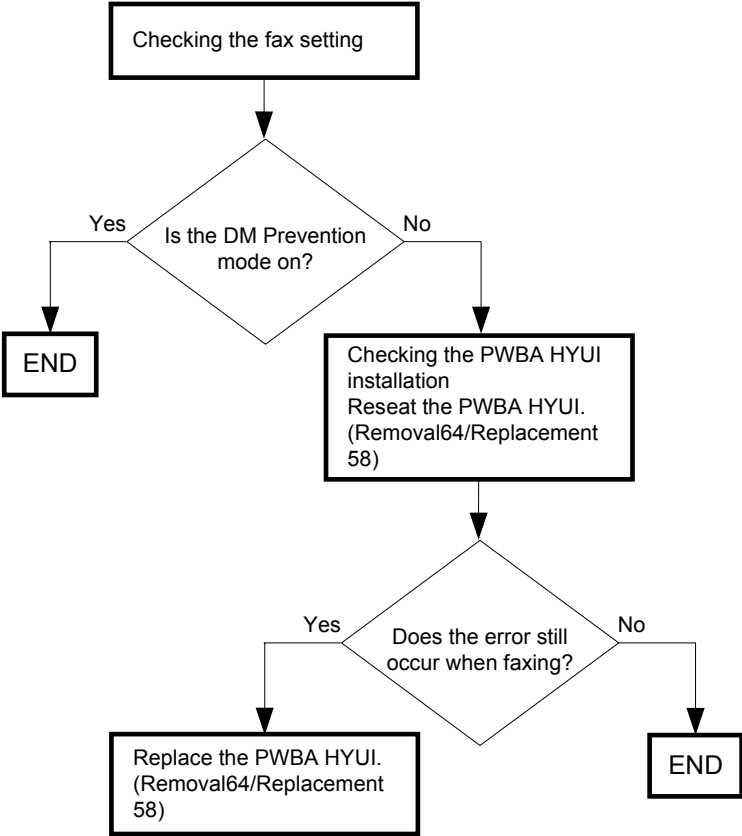 Checking the fax setting
Yes
No
Is the DM Prevention
mode on?
END
Checking the PWBA HYUI
installation
Reseat the PWBA HYUI.
(Removal64/Replacement
58)
Yes
No
Does the error still
occur when faxing?
Replace the PWBA HYUI.
(Removal64/Replacement
58)
END